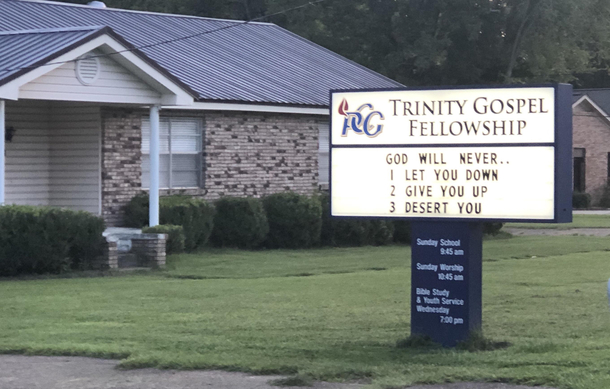 TRINITY GOSPEL
FELLOWSHIP
GOD WILL NEVER..
1 LET YOU DOWN
2 GIVE YOU UP
3 DESERT YOU
Sunday School
9:45 am
Sunday Worship
10:45 am
Bible Study
& Youth Service
Wednesday
7:00 pm